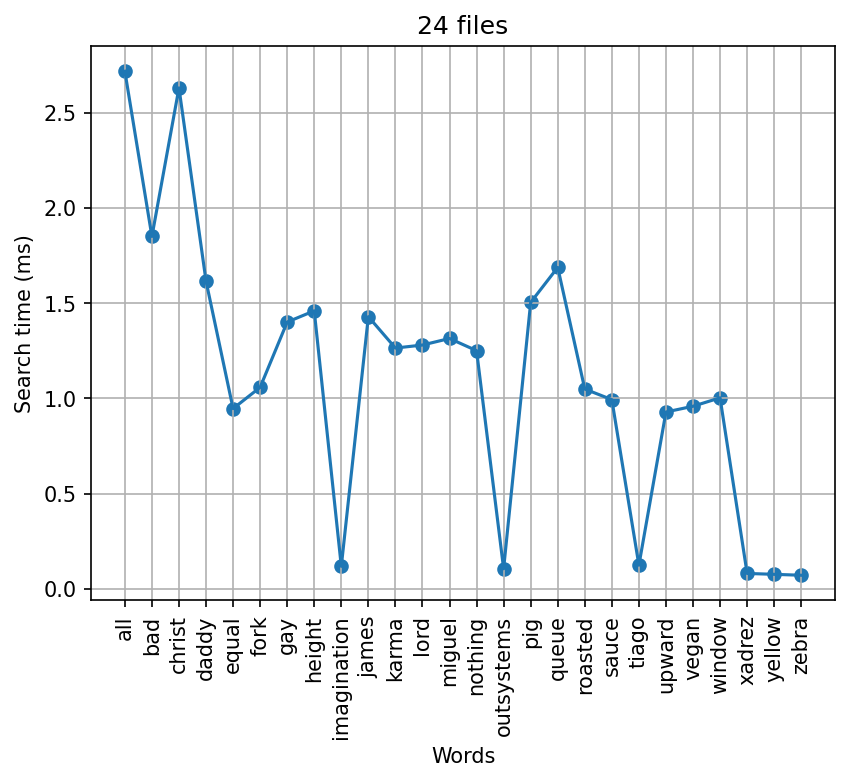 24 files
Search time (ms)
2.5
2.0
1.5
1.0
0.5
0.0
all
bad
christ
daddy
equal
fork
gay
height
imagination
james
karma
lord
miguel
nothing
outsystems
pig
queue
roasted
sauce
tiago
upward
vegan
window
xadrez
yellow
zebra
Words